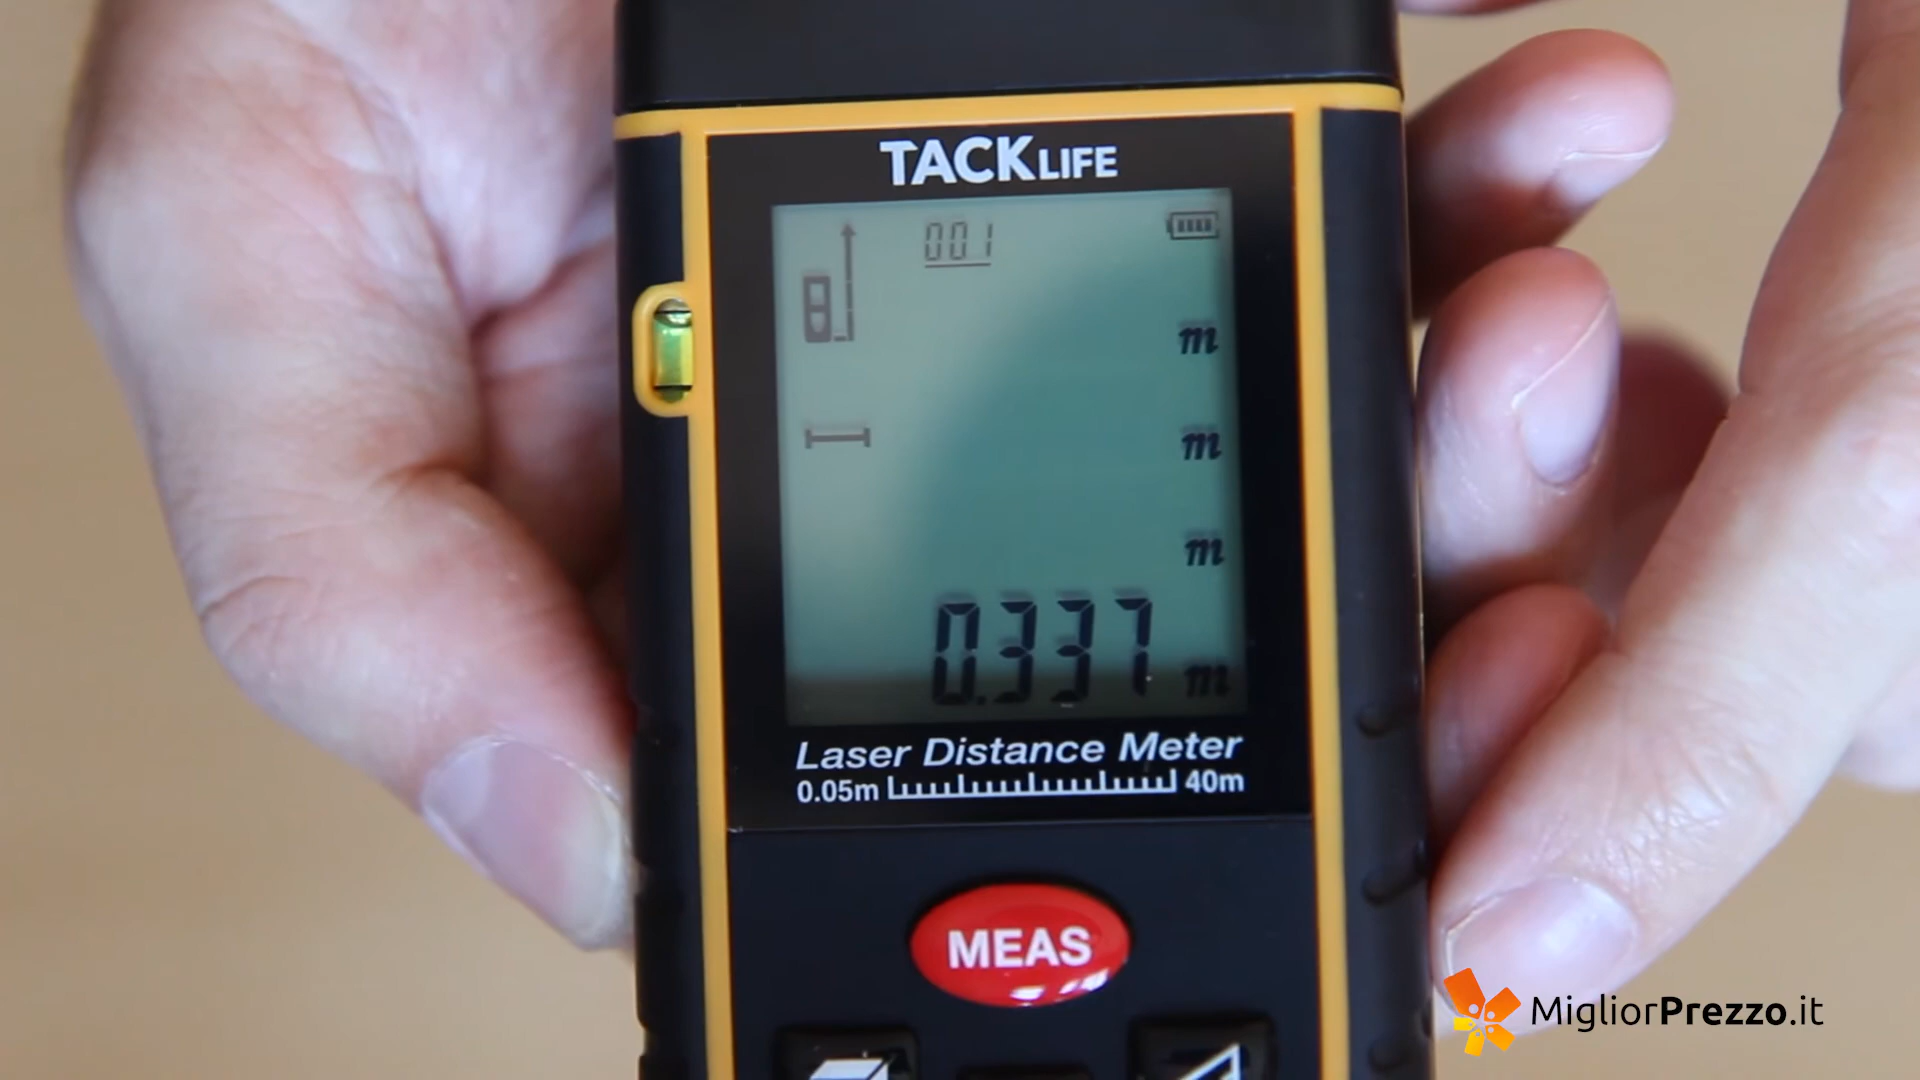 TACKLIFE
001
m
m
m
0.337 m
Laser Distance Meter
0.05m 40m
MEAS
MigliorPrezzo.it